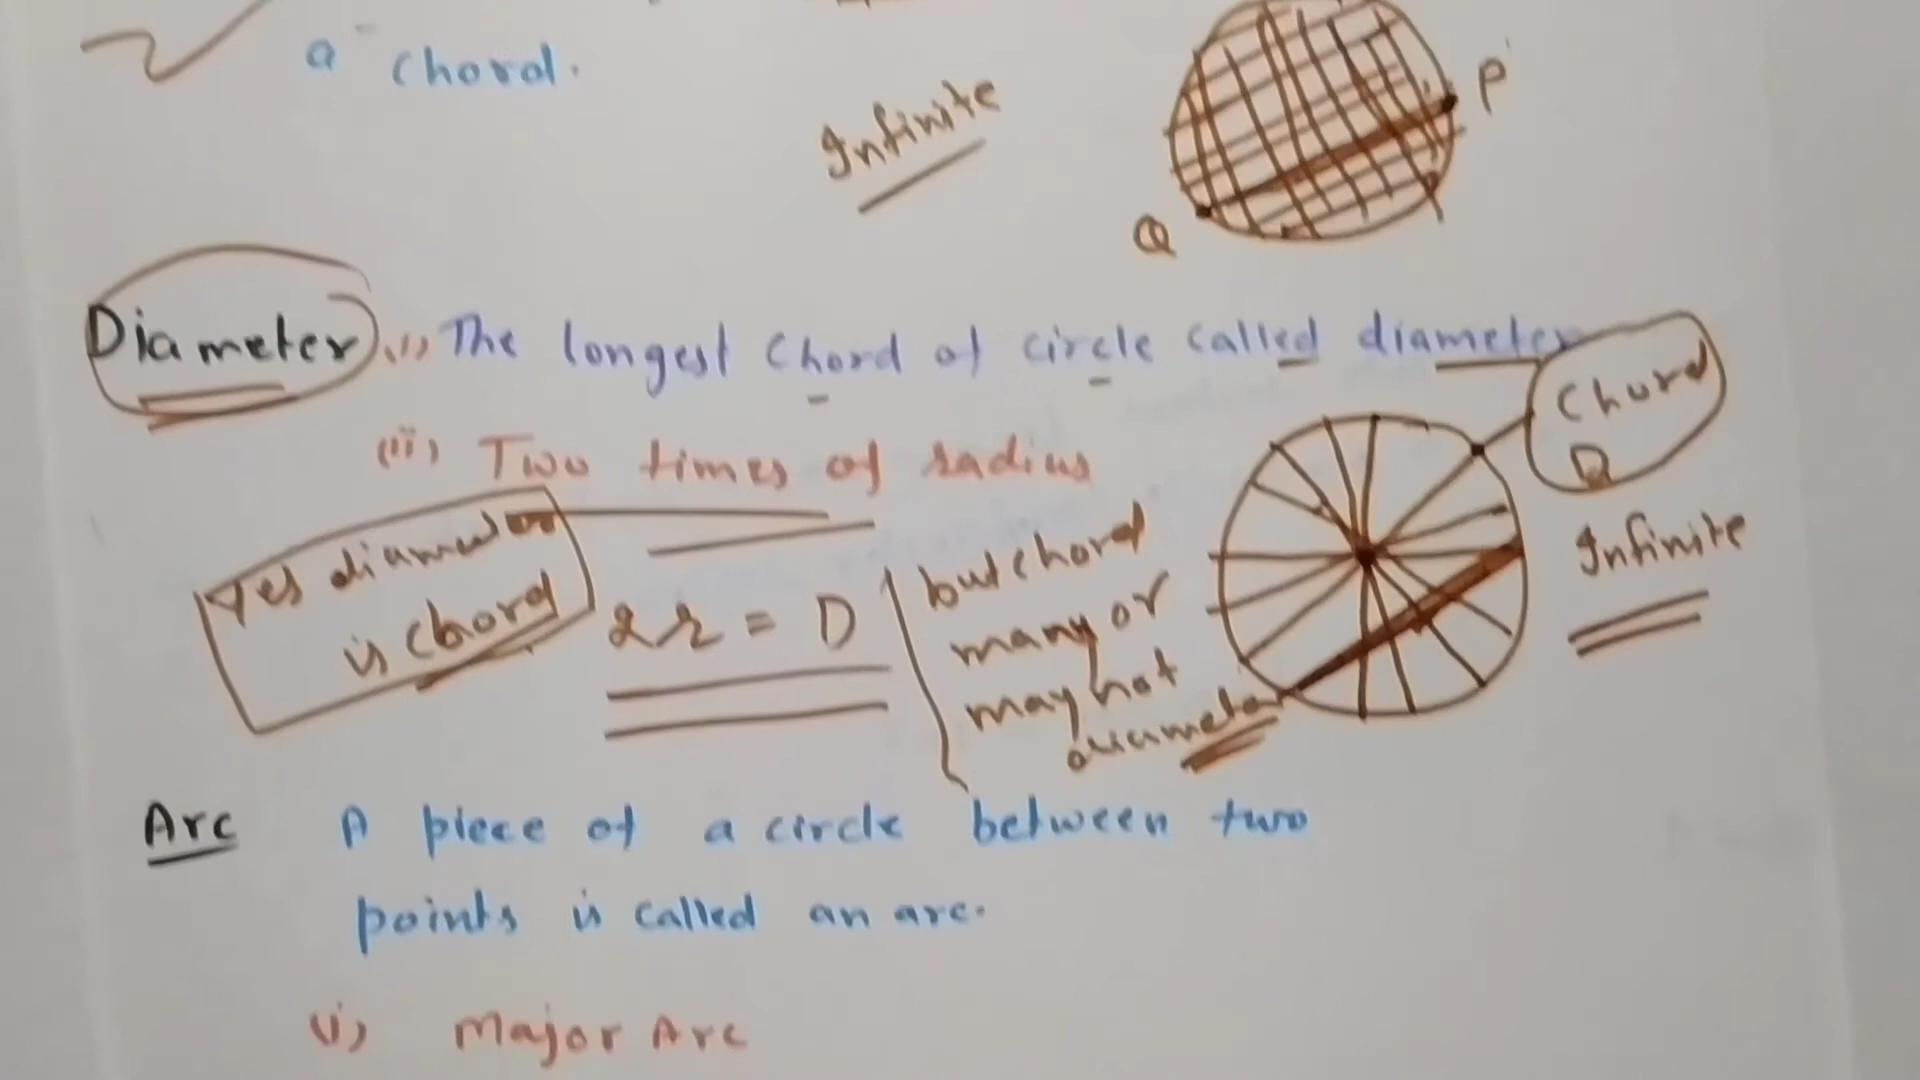 a chord.
Infinite
P
Q
Diameter (i) The longest chord of circle called diameter
(ii) Two times of radius
Chord
Q
Infinite
Yes diameter
is chord
2r = D
but chord
many or
may not
diameter
Arc A piece of a circle between two
points is called an arc.
(i) Major Arc